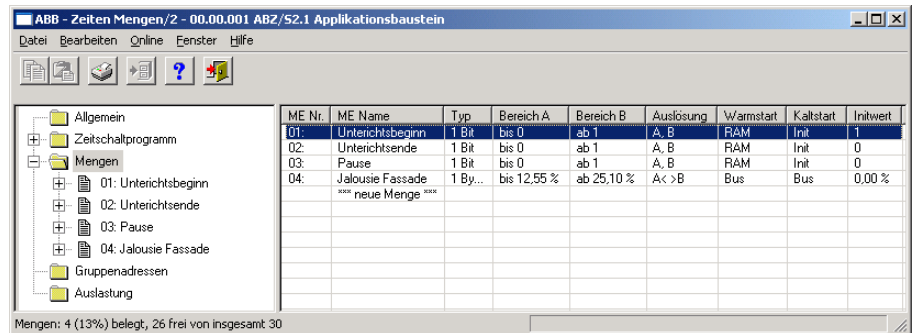 ABB - Zeiten Mengen/2 - 00.00.001 ABZ/S2.1 Applikationsbaustein
Datei Bearbeiten Online Fenster Hilfe
Allgemein
Zeitschaltprogramm
Mengen
01: Unterichtsbeginn
02: Unterichtsende
03: Pause
04: Jalousie Fassade
Gruppenadressen
Auslastung
ME Nr. ME Name Typ Bereich A Bereich B Auslösung Warmstart Kaltstart Initwert
01: Unterichtsbeginn 1 Bit bis 0 ab 1 A, B RAM Init 1
02: Unterichtsende 1 Bit bis 0 ab 1 A, B RAM Init 0
03: Pause 1 Bit bis 0 ab 1 A, B RAM Init 0
04: Jalousie Fassade 1 By... bis 12,55 % ab 25,10 % A< >B Bus Bus 0,00 %
*** neue Menge ***
Mengen: 4 (13%) belegt, 26 frei von insgesamt 30